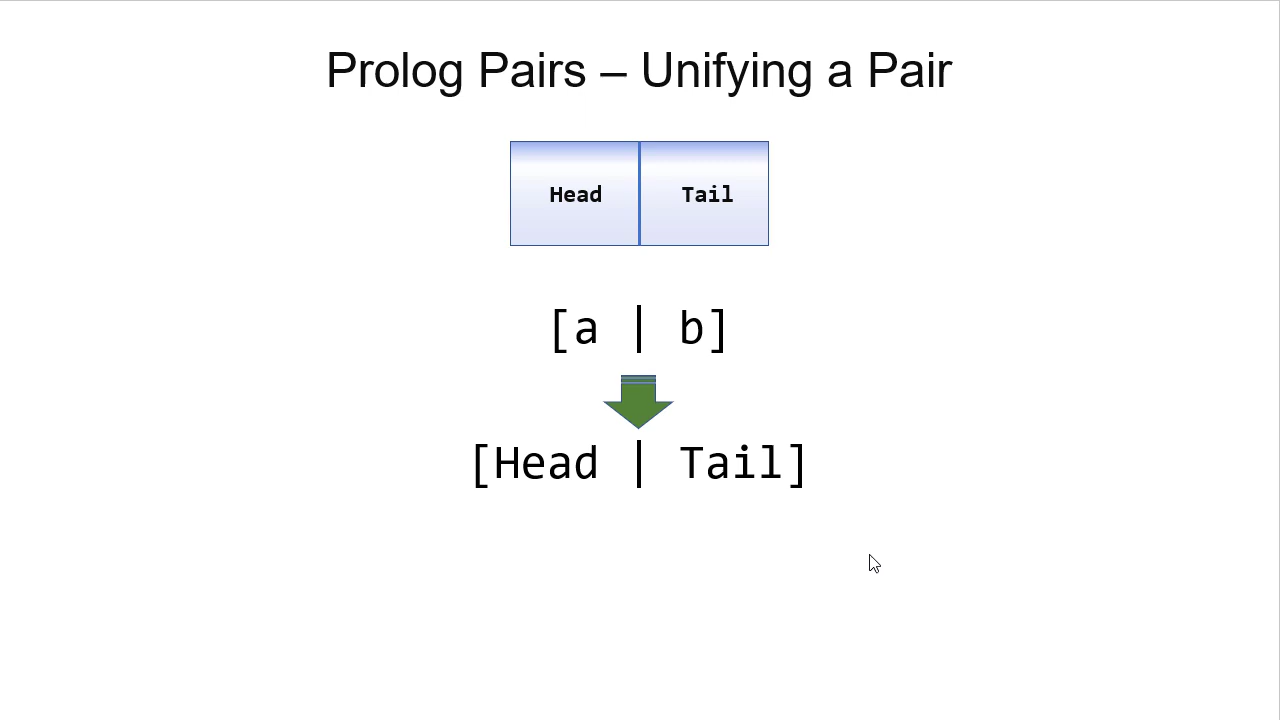 Prolog Pairs – Unifying a Pair
Head Tail
[a | b]
[Head | Tail]